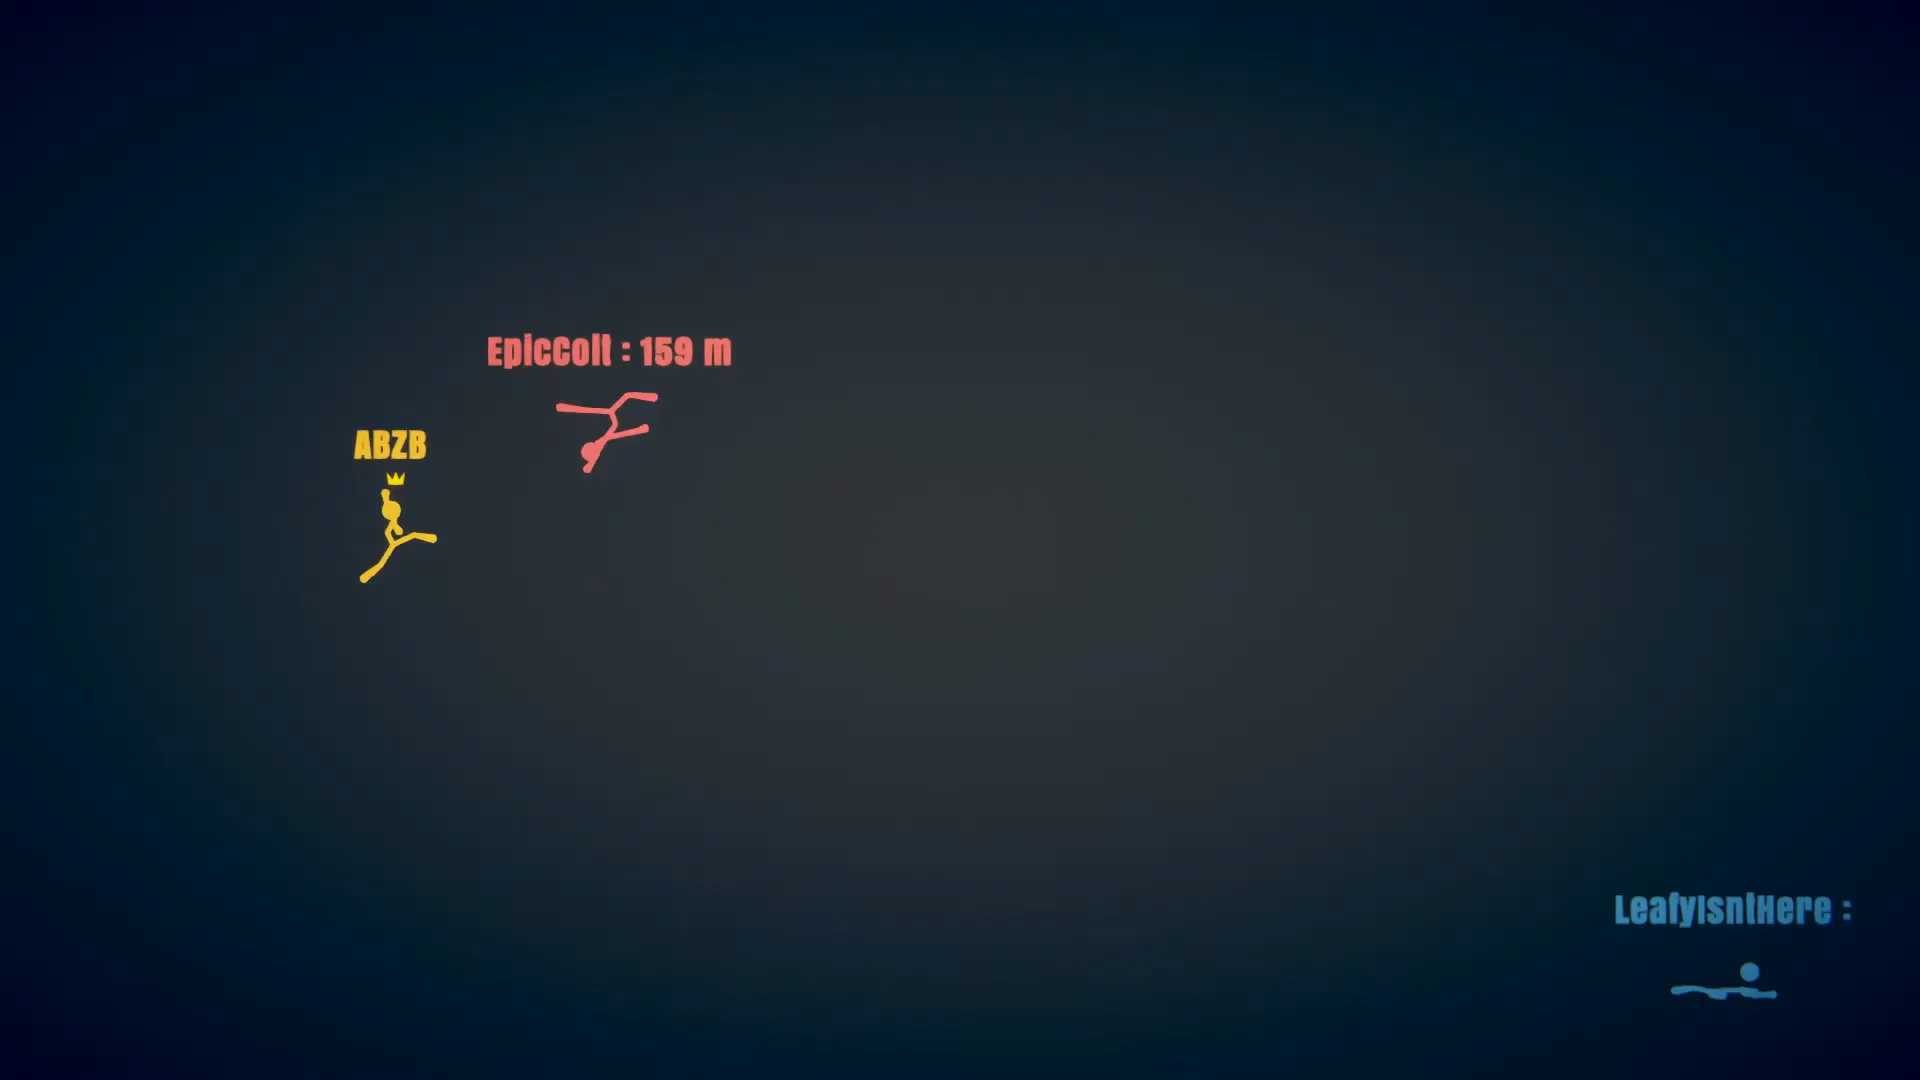 EpicColt : 159 m
ABZB
LeafyIsntHere :